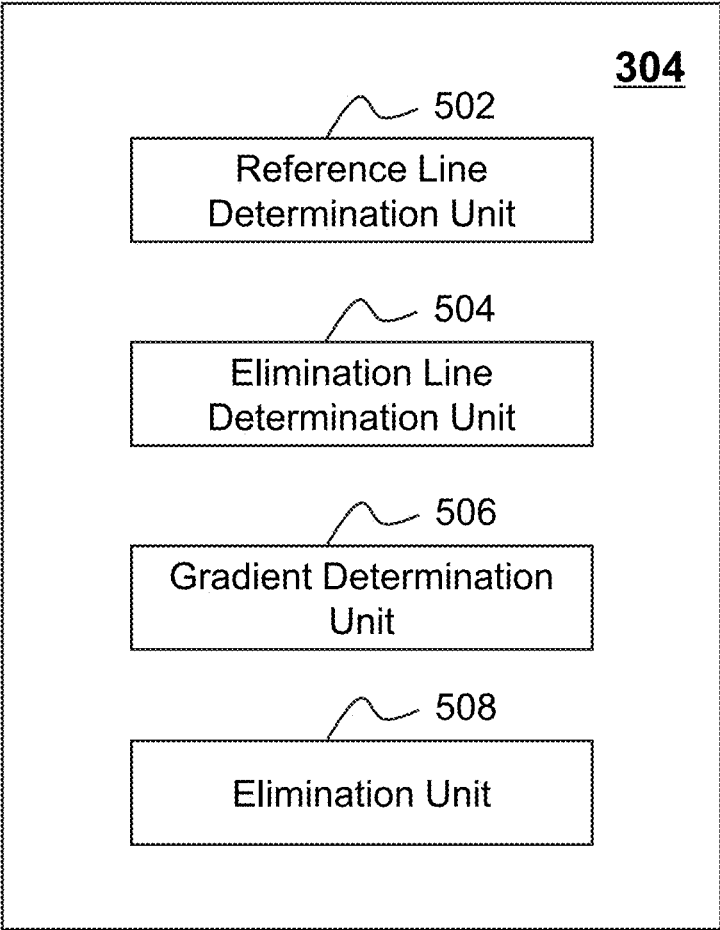 304
502
Reference Line
Determination Unit
504
Elimination Line
Determination Unit
506
Gradient Determination
Unit
508
Elimination Unit